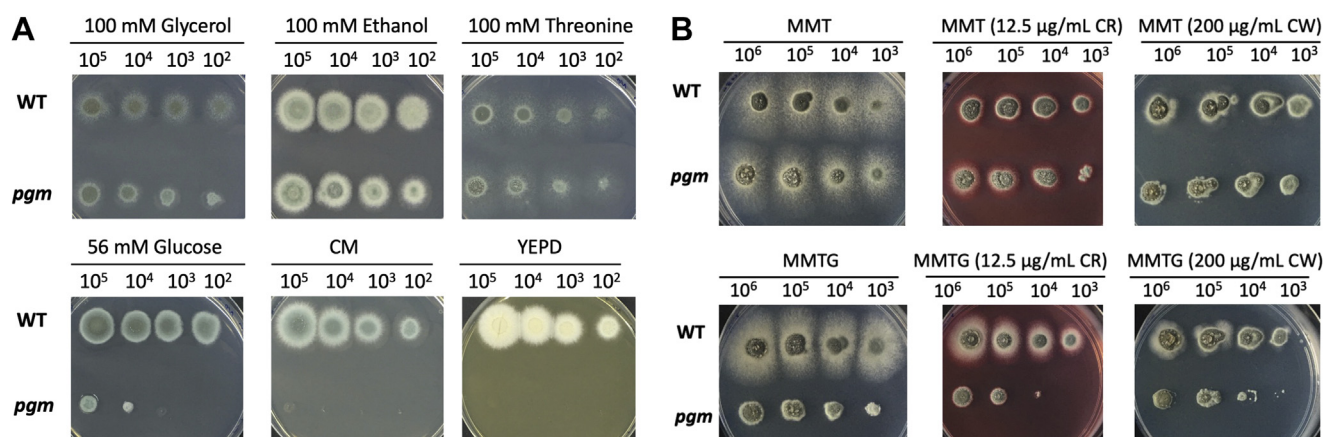 A
100 mM Glycerol
100 mM Ethanol
100 mM Threonine
10⁵ 10⁴ 10³ 10²
10⁵ 10⁴ 10³ 10²
10⁵ 10⁴ 10³ 10²
WT
pgm
56 mM Glucose
CM
YEPD
10⁵ 10⁴ 10³ 10²
10⁵ 10⁴ 10³ 10²
10⁵ 10⁴ 10³ 10²
WT
pgm
B
MMT
MMT (12.5 µg/mL CR)
MMT (200 µg/mL CW)
10⁶ 10⁵ 10⁴ 10³
10⁶ 10⁵ 10⁴ 10³
10⁶ 10⁵ 10⁴ 10³
WT
pgm
MMTG
MMTG (12.5 µg/mL CR)
MMTG (200 µg/mL CW)
10⁶ 10⁵ 10⁴ 10³
10⁶ 10⁵ 10⁴ 10³
10⁶ 10⁵ 10⁴ 10³
WT
pgm